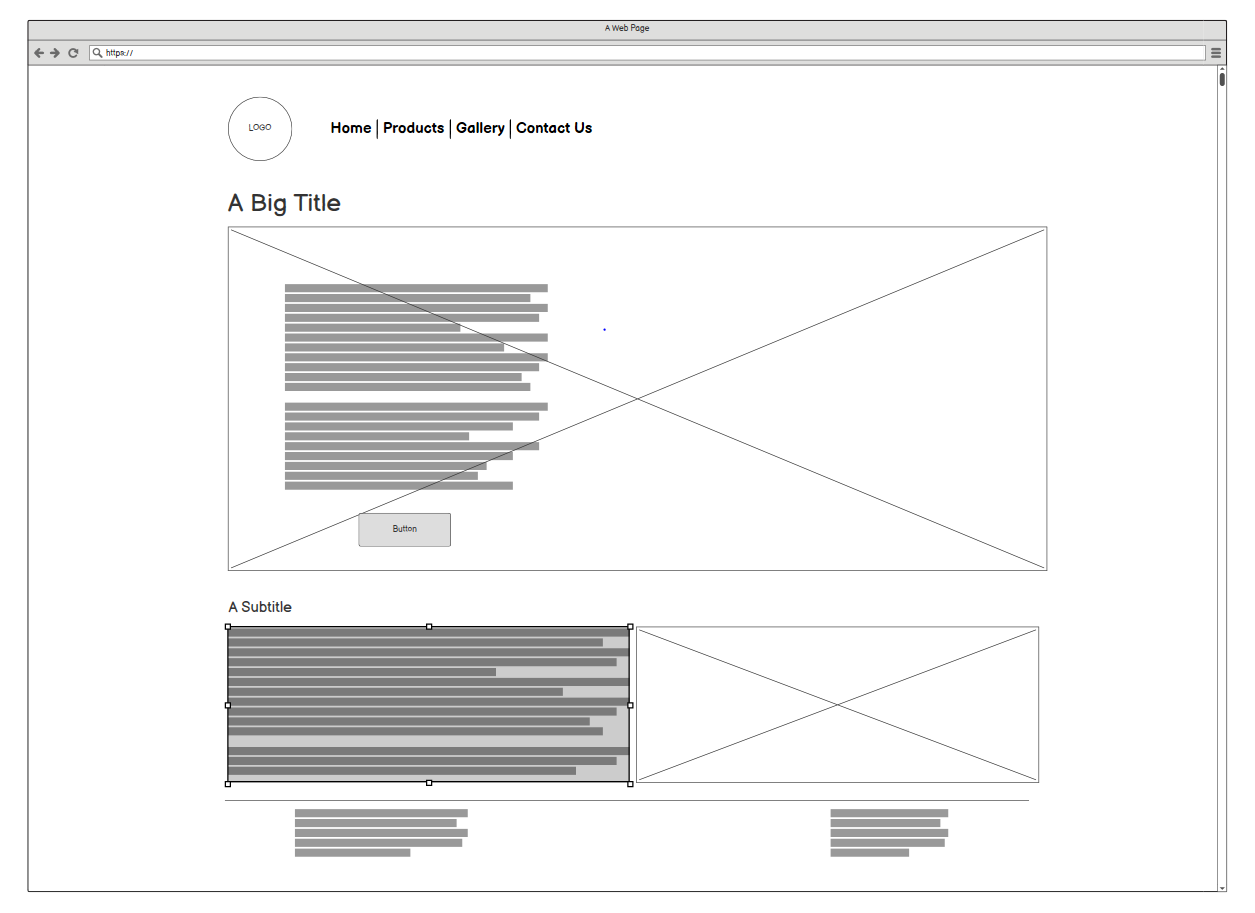 A Web Page
https://
LOGO
Home | Products | Gallery | Contact Us
A Big Title
Button
A Subtitle